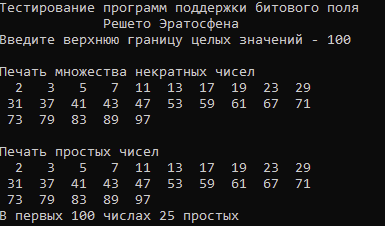 Тестирование программ поддержки битового поля
Решето Эратосфена
Введите верхнюю границу целых значений - 100
Печать множества некратных чисел
2 3 5 7 11 13 17 19 23 29
31 37 41 43 47 53 59 61 67 71
73 79 83 89 97
Печать простых чисел
2 3 5 7 11 13 17 19 23 29
31 37 41 43 47 53 59 61 67 71
73 79 83 89 97
В первых 100 числах 25 простых